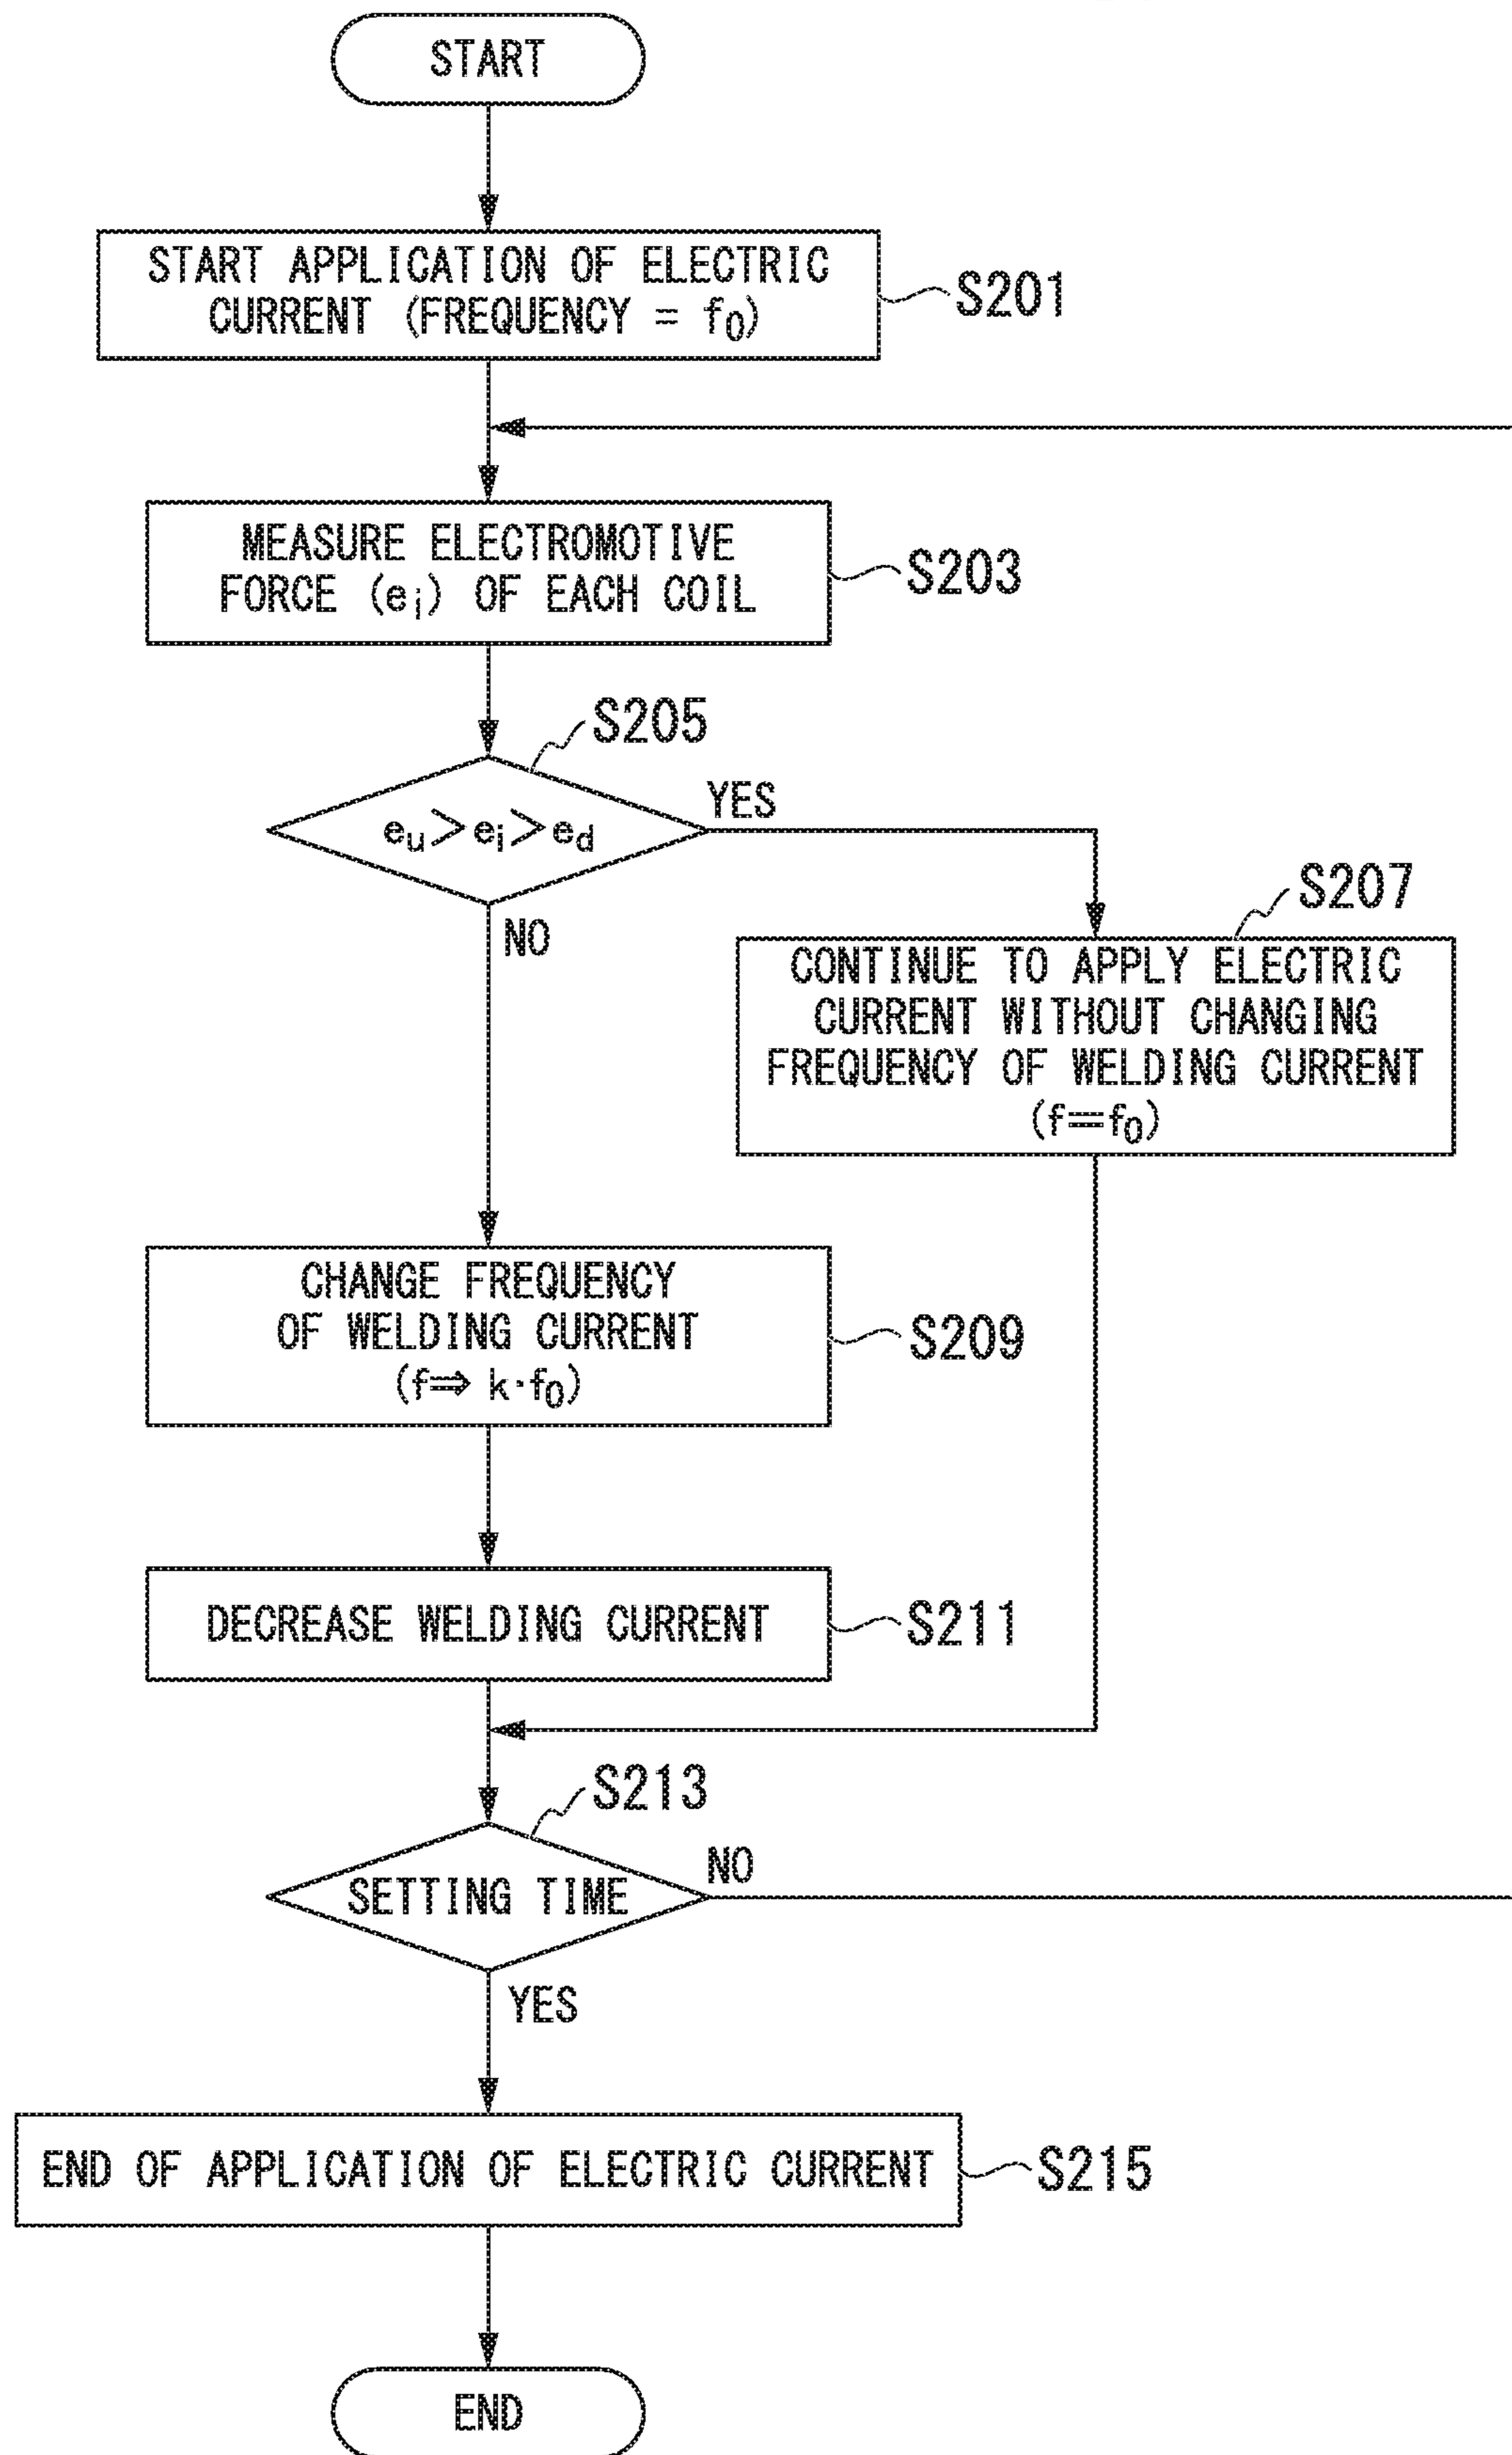 START
START APPLICATION OF ELECTRIC
CURRENT (FREQUENCY = f₀)
S201
MEASURE ELECTROMOTIVE
FORCE (eᵢ) OF EACH COIL
S203
S205
eᵤ>eᵢ>e_d
YES
NO
S207
CONTINUE TO APPLY ELECTRIC
CURRENT WITHOUT CHANGING
FREQUENCY OF WELDING CURRENT
(f=f₀)
CHANGE FREQUENCY
OF WELDING CURRENT
(f⇒ k·f₀)
S209
DECREASE WELDING CURRENT
S211
S213
SETTING TIME
NO
YES
END OF APPLICATION OF ELECTRIC CURRENT
S215
END